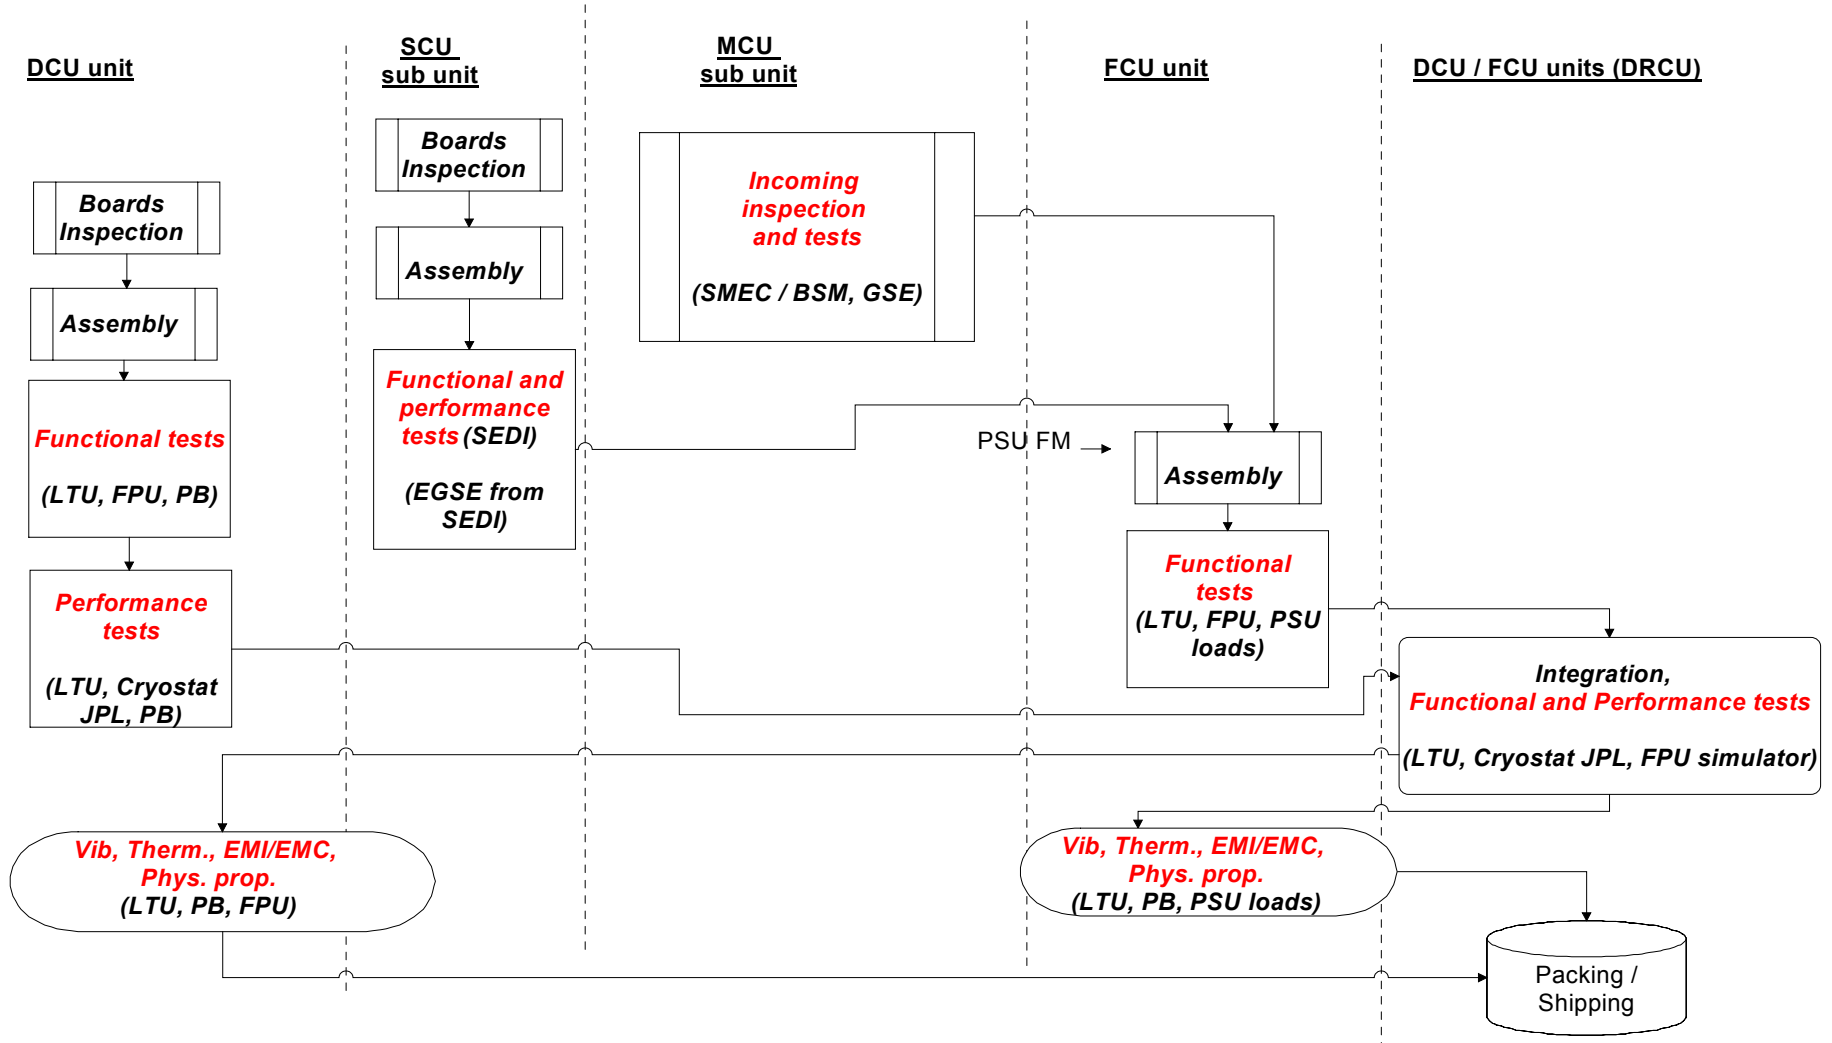 DCU unit
SCU
sub unit
MCU
sub unit
FCU unit
DCU / FCU units (DRCU)
Boards
Inspection
Assembly
Functional tests
(LTU, FPU, PB)
Performance
tests
(LTU, Cryostat
JPL, PB)
Vib, Therm., EMI/EMC,
Phys. prop.
(LTU, PB, FPU)
Boards
Inspection
Assembly
Functional and
performance
tests (SEDI)
(EGSE from
SEDI)
Incoming
inspection
and tests
(SMEC / BSM, GSE)
PSU FM
Assembly
Functional
tests
(LTU, FPU, PSU
loads)
Vib, Therm., EMI/EMC,
Phys. prop.
(LTU, PB, PSU loads)
Integration,
Functional and Performance tests
(LTU, Cryostat JPL, FPU simulator)
Packing /
Shipping